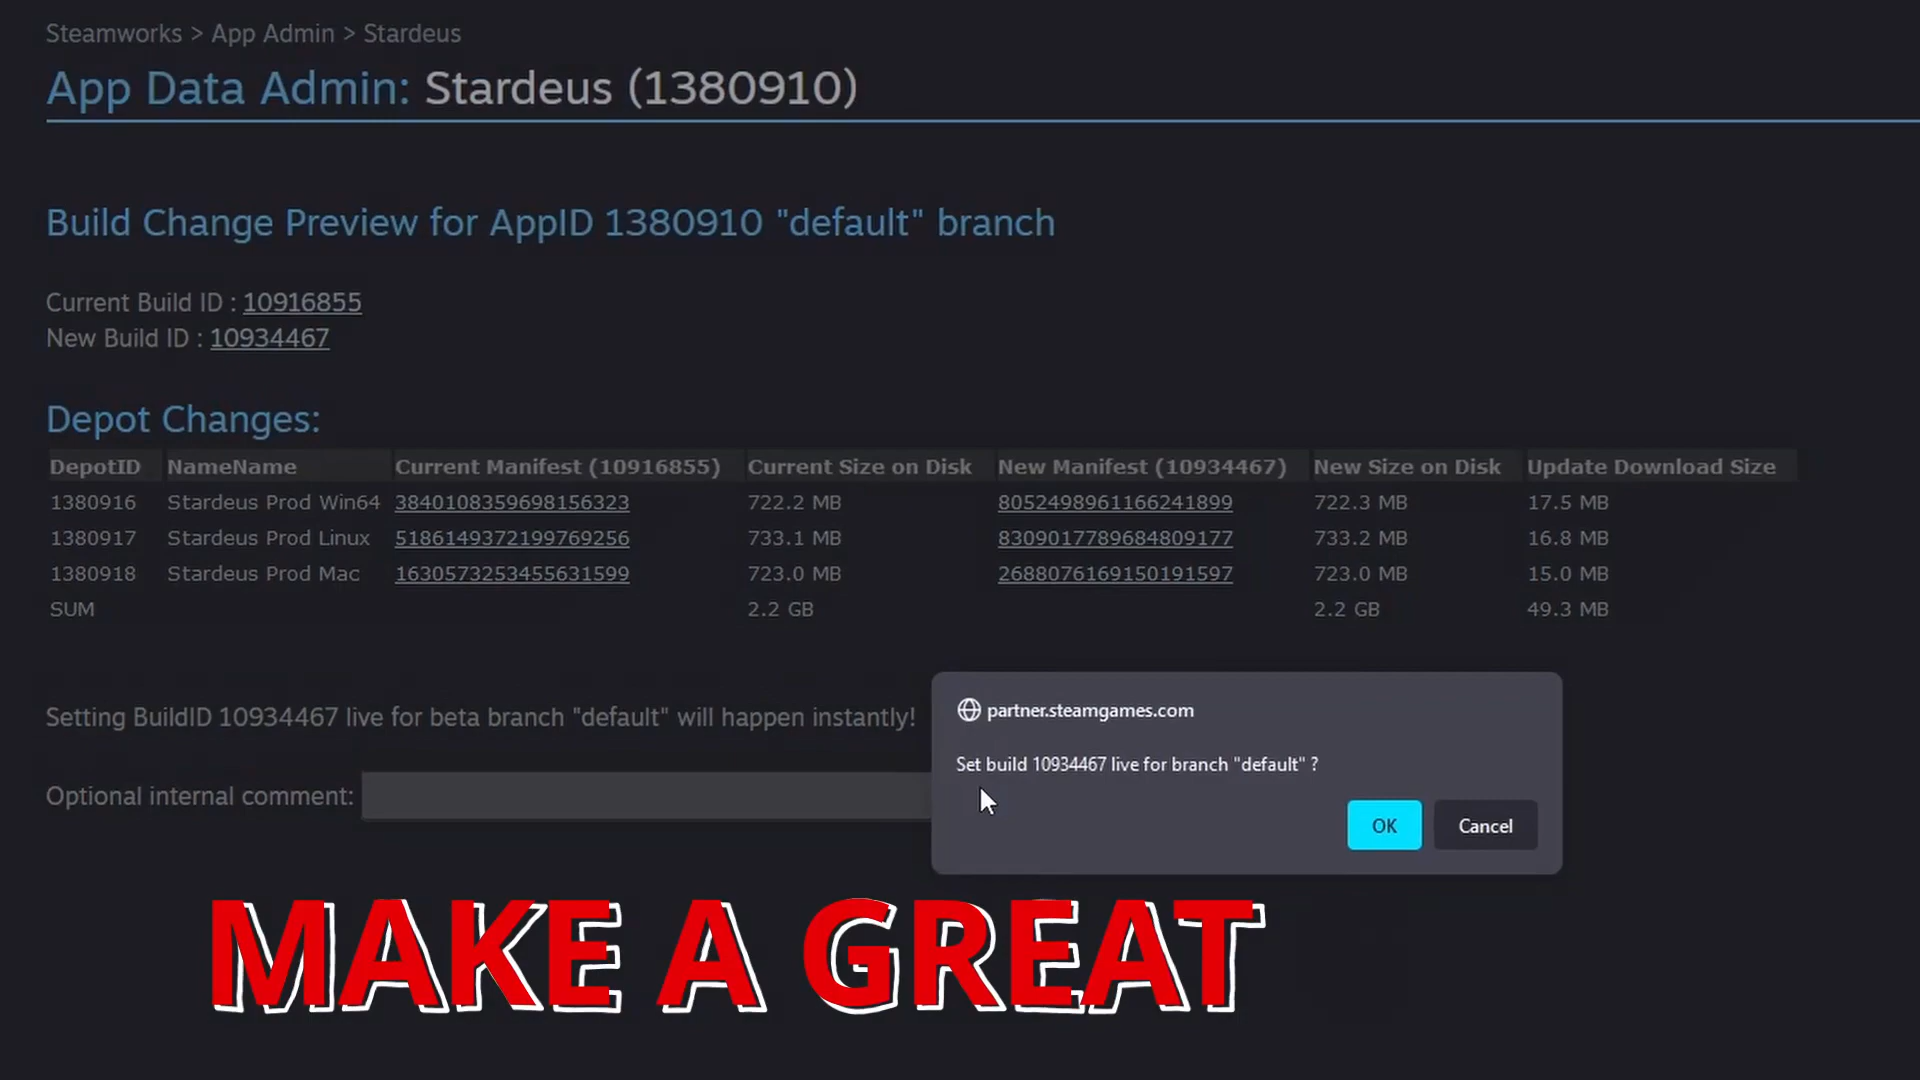 Steamworks > App Admin > Stardeus
App Data Admin: Stardeus (1380910)
Build Change Preview for AppID 1380910 "default" branch
Current Build ID : 10916855
New Build ID : 10934467
Depot Changes:
DepotID NameName Current Manifest (10916855) Current Size on Disk New Manifest (10934467) New Size on Disk Update Download Size
1380916 Stardeus Prod Win64 3840108359698156323 722.2 MB 8052498961166241899 722.3 MB 17.5 MB
1380917 Stardeus Prod Linux 5186149372199769256 733.1 MB 8309017789684809177 733.2 MB 16.8 MB
1380918 Stardeus Prod Mac 1630573253455631599 723.0 MB 2688076169150191597 723.0 MB 15.0 MB
SUM 2.2 GB 2.2 GB 49.3 MB
Setting BuildID 10934467 live for beta branch "default" will happen instantly!
Optional internal comment:
partner.steamgames.com
Set build 10934467 live for branch "default" ?
OK Cancel
MAKE A GREAT